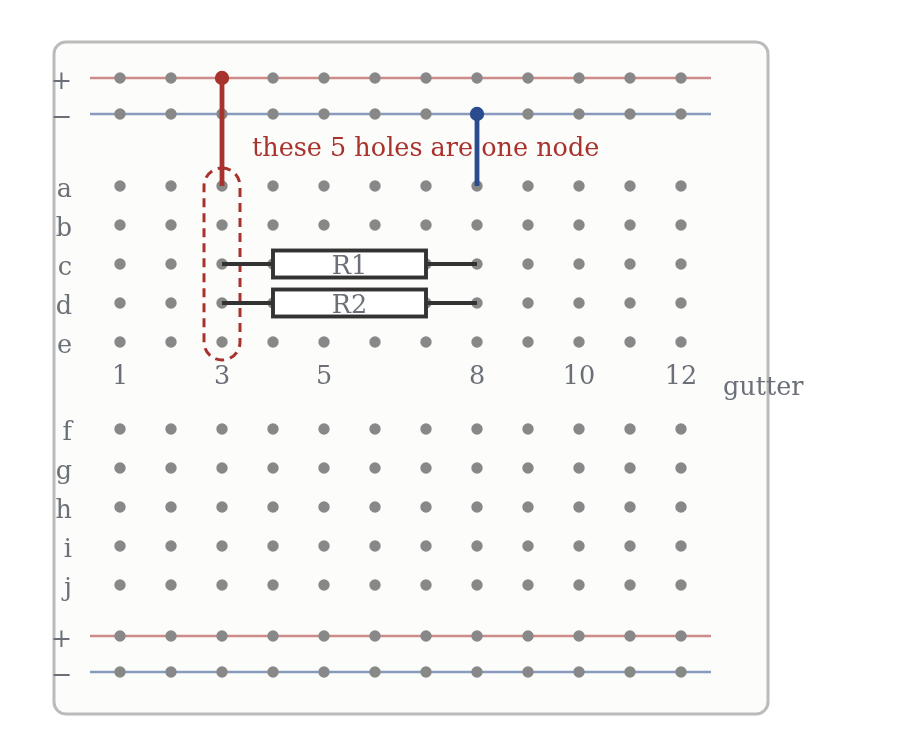 +
−
these 5 holes are one node
a
b
c R1
d R2
e
1 3 5 8 10 12
gutter
f
g
h
i
j
+
−